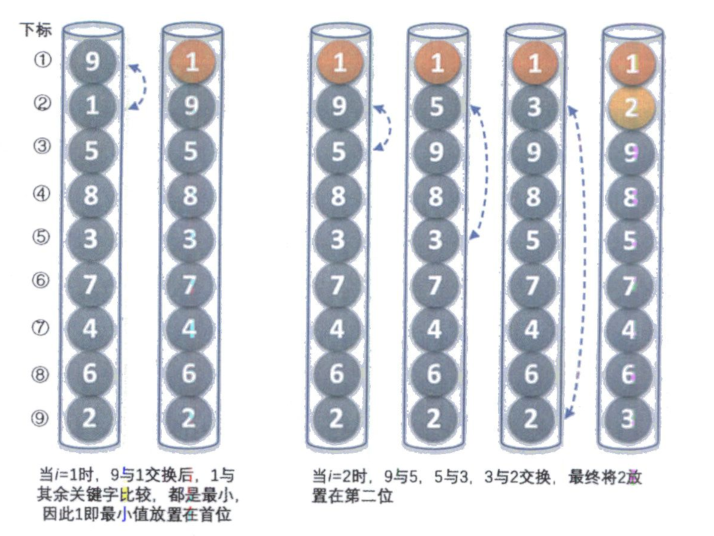 下标
① 9 1 1 1 1 1
② 1 9 9 5 3 2
③ 5 5 5 9 9 9
④ 8 8 8 8 8 8
⑤ 3 3 3 3 5 5
⑥ 7 7 7 7 7 7
⑦ 4 4 4 4 4 4
⑧ 6 6 6 6 6 6
⑨ 2 2 2 2 2 3
当i=1时，9与1交换后，1与
其余关键字比较，都是最小，
因此1即最小值放置在首位
当i=2时，9与5，5与3，3与2交换，最终将2放
置在第二位